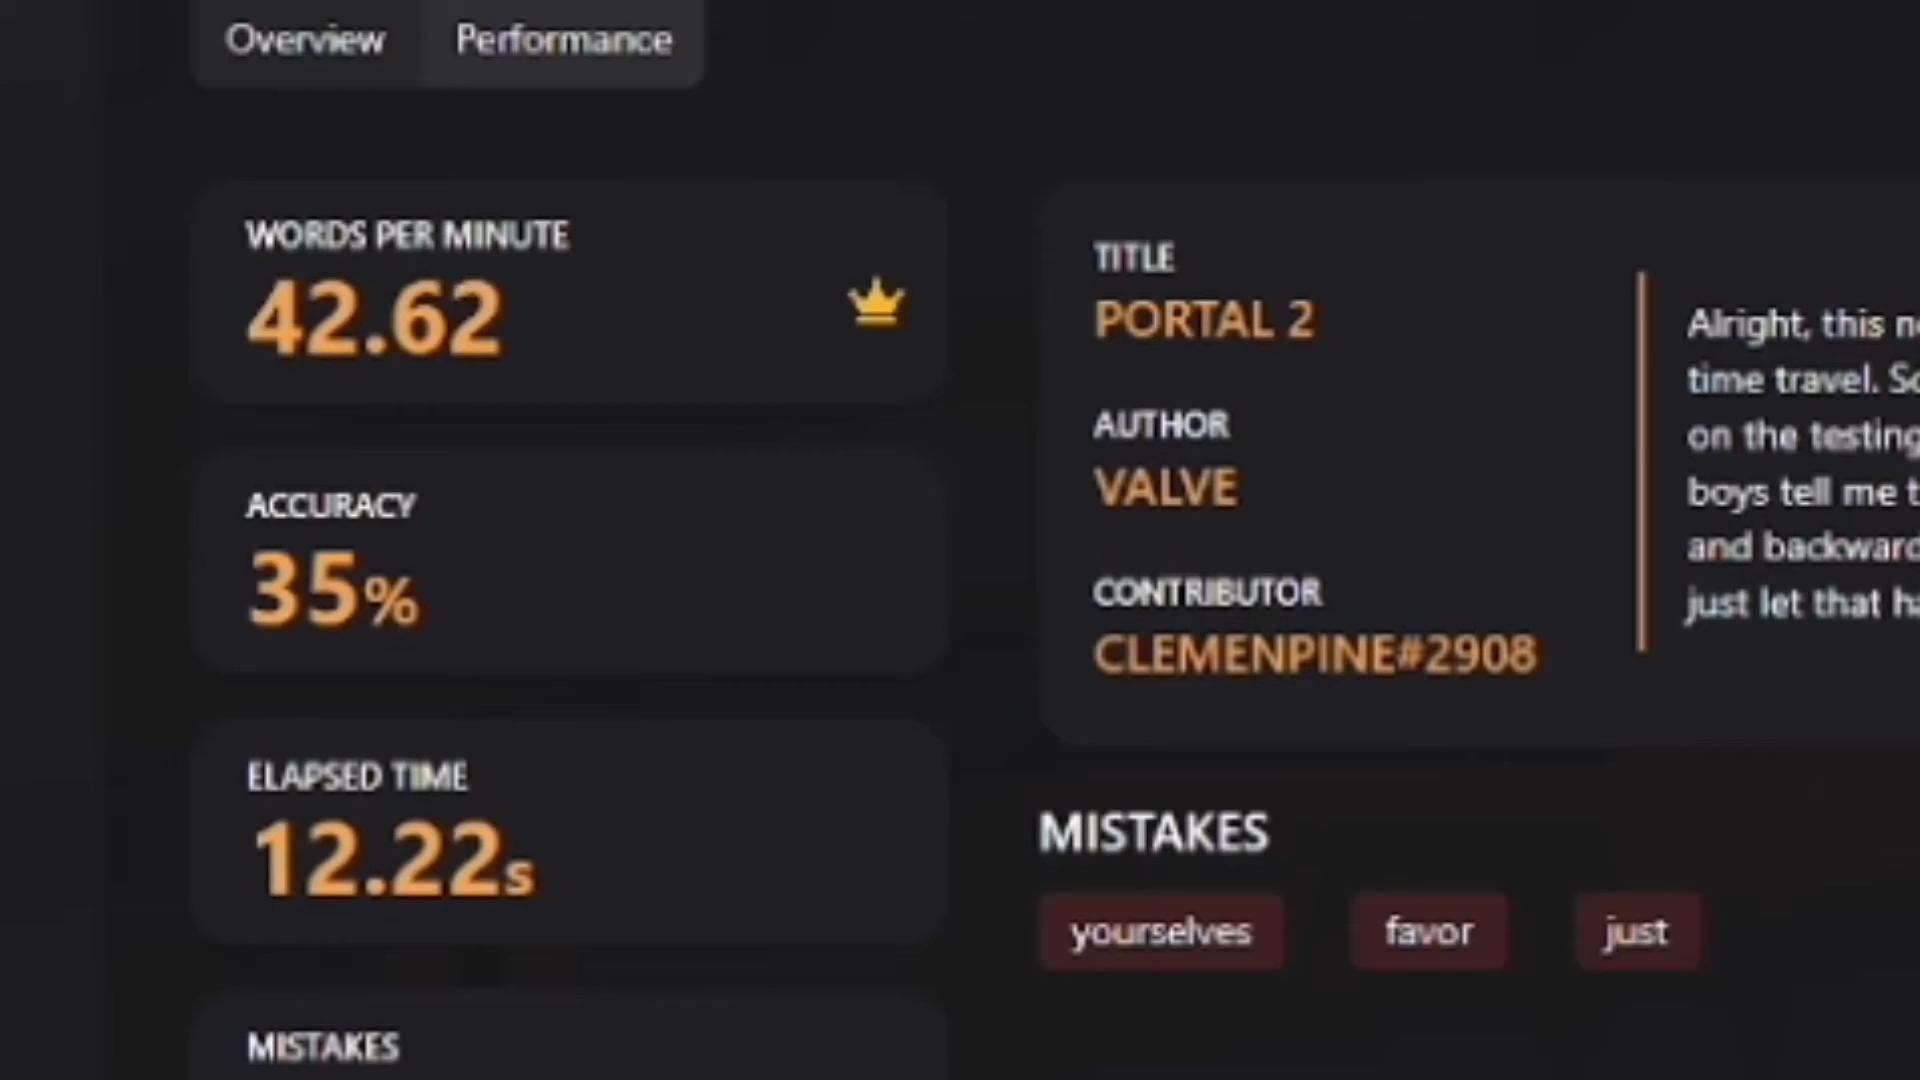 Overview Performance
WORDS PER MINUTE
42.62
ACCURACY
35%
ELAPSED TIME
12.22s
MISTAKES
TITLE
PORTAL 2
AUTHOR
VALVE
CONTRIBUTOR
CLEMENPINE#2908
Alright, this
time travel.
on the testing
boys tell me
and backward
just let that
MISTAKES
yourselves favor just